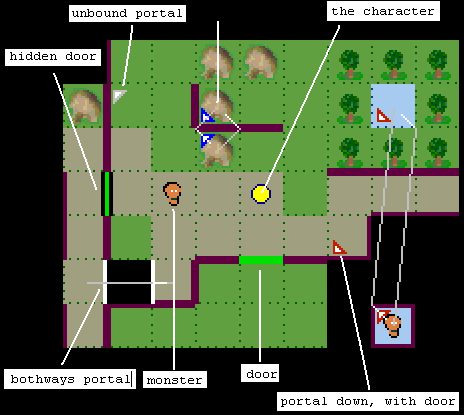 unbound portal
the character
hidden door
bothways portal
monster
door
portal down, with door